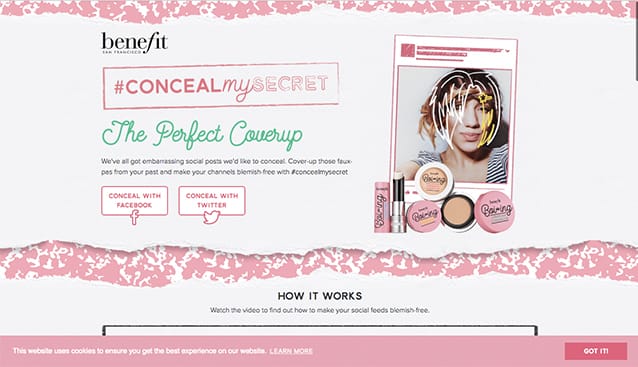 benefit
SAN FRANCISCO
#CONCEALmySECRET
The Perfect Coverup
We've all got embarrassing social posts we'd like to conceal. Cover-up those faux-
pas from your past and make your channels blemish-free with #concealmysecret
CONCEAL WITH
FACEBOOK
CONCEAL WITH
TWITTER
Boi-ing
Boi-ing
Boi-ing
Boi-ing
HOW IT WORKS
Watch the video to find out how to make your social feeds blemish-free.
This website uses cookies to ensure you get the best experience on our website. LEARN MORE
GOT IT!